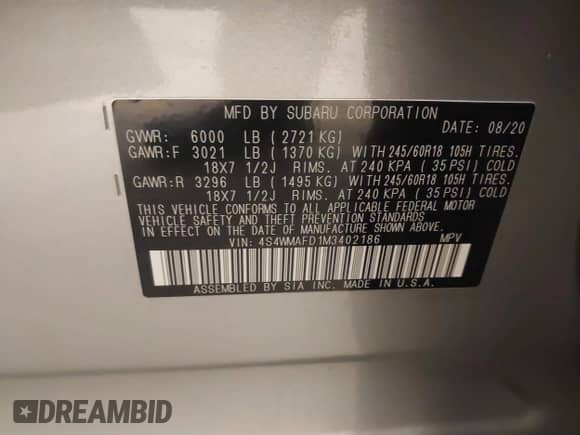 MFD BY SUBARU CORPORATION
GVWR: 6000 LB ( 2721 KG) DATE: 08/20
GAWR:F 3021 LB ( 1370 KG) WITH 245/60R18 105H TIRES.
18X7 1/2J RIMS. AT 240 KPA ( 35 PSI) COLD
GAWR:R 3296 LB ( 1495 KG) WITH 245/60R18 105H TIRES.
18X7 1/2J RIMS. AT 240 KPA ( 35 PSI) COLD
THIS VEHICLE CONFORMS TO ALL APPLICABLE FEDERAL MOTOR
VEHICLE SAFETY AND THEFT PREVENTION STANDARDS
IN EFFECT ON THE DATE OF MANUFACTURE SHOWN ABOVE.
VIN: 4S4WMAFD1M3402186 MPV
ASSEMBLED BY SIA INC. MADE IN U.S.A.
DREAMBID